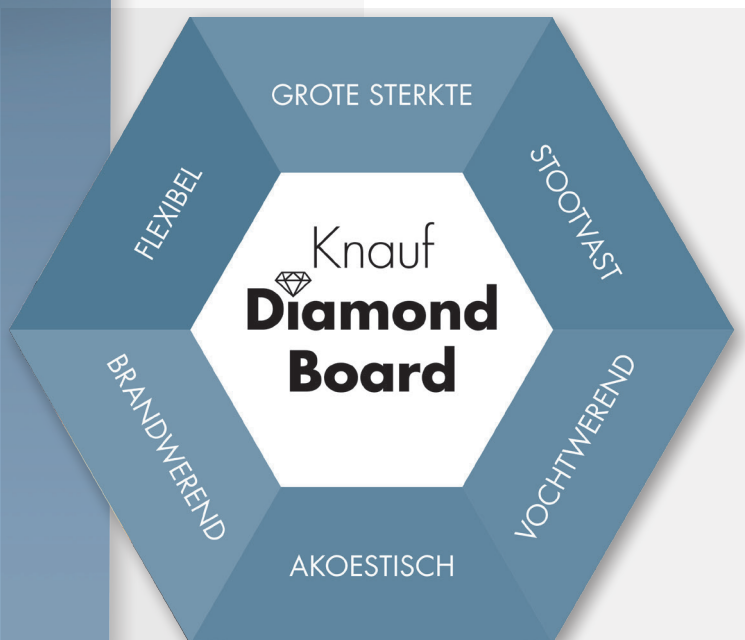 GROTE STERKTE
STOOTVAST
VOCHTWEREND
AKOESTISCH
BRANDWEREND
FLEXIBEL
Knauf
Diamond
Board